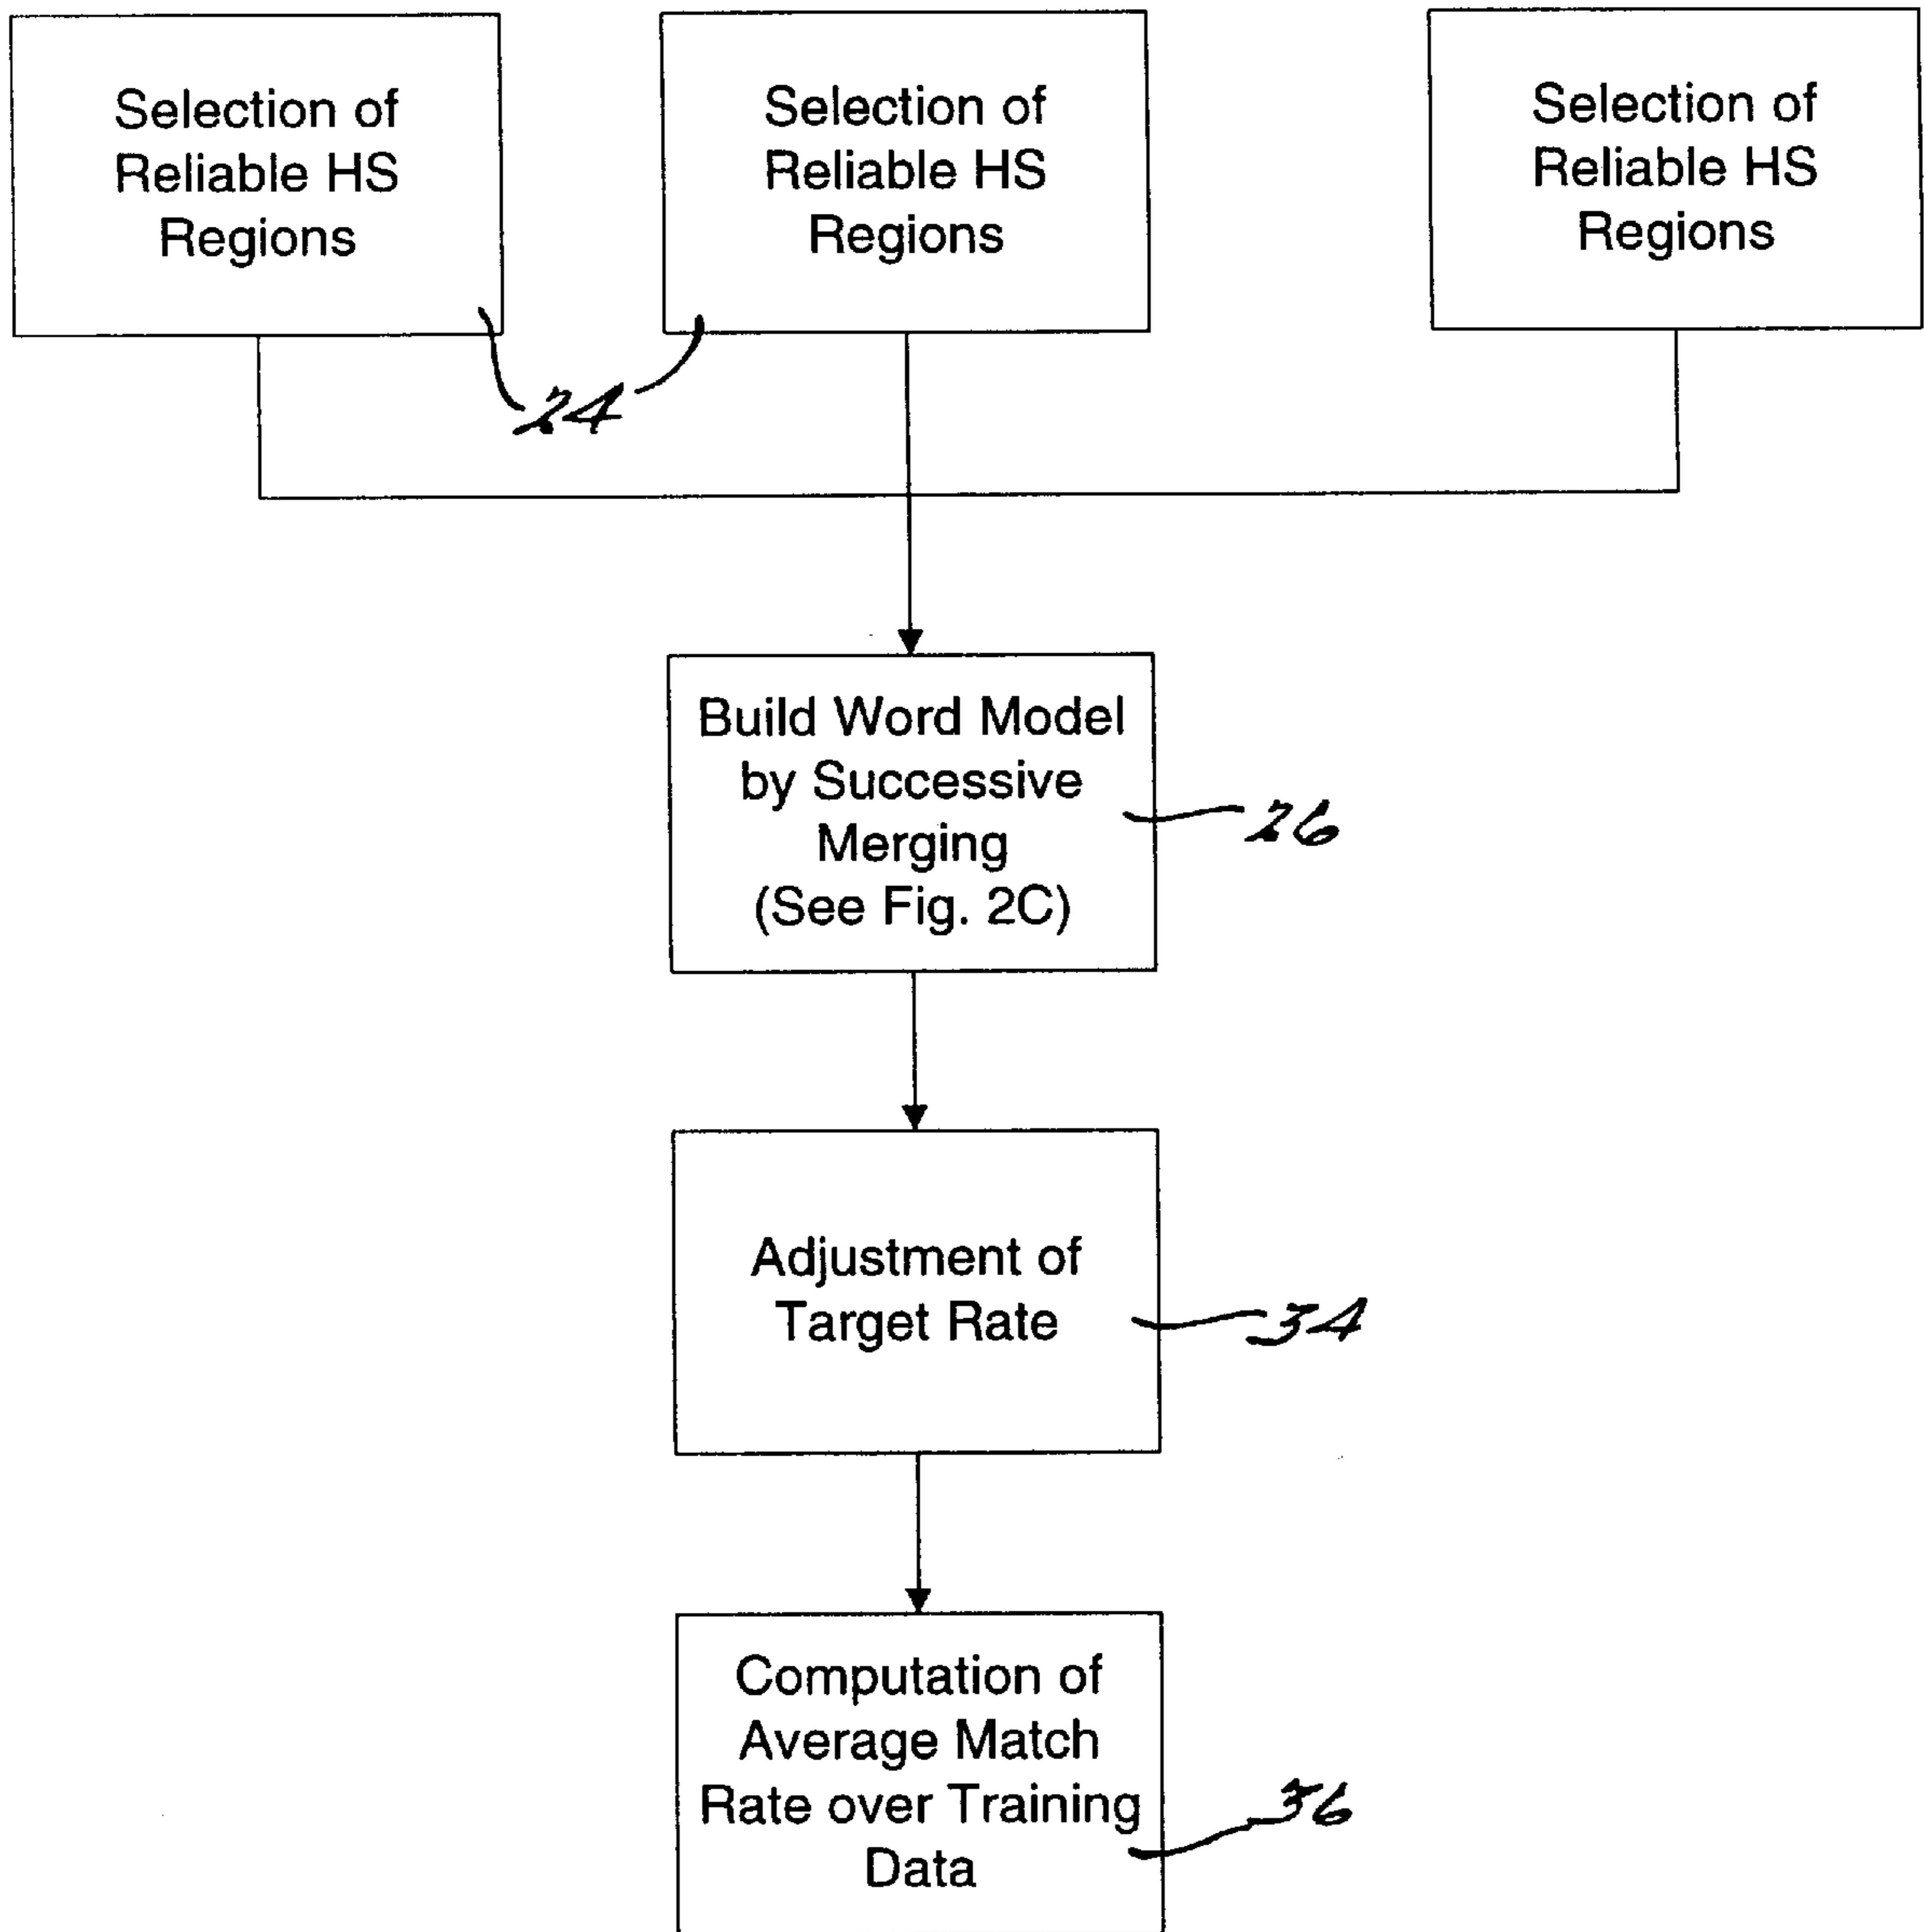 Selection of
Reliable HS
Regions
Selection of
Reliable HS
Regions
Selection of
Reliable HS
Regions
24
Build Word Model
by Successive
Merging
(See Fig. 2C)
26
Adjustment of
Target Rate
34
Computation of
Average Match
Rate over Training
Data
36